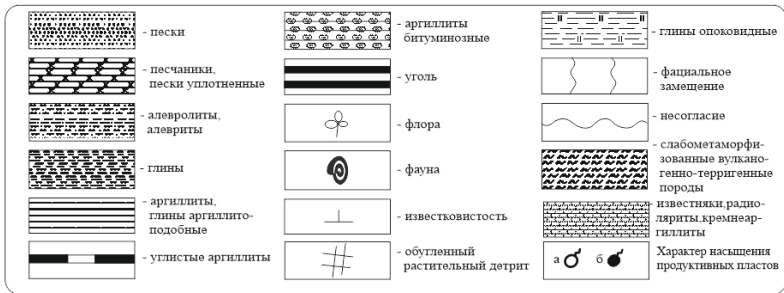 - пески
- песчаники,
пески уплотненные
- алевролиты,
алевриты
- глины
- аргиллиты,
глины аргиллито-
подобные
- углистые аргиллиты
- аргиллиты
битуминозные
- уголь
- флора
- фауна
- известковистость
- обугленный
растительный детрит
- глины опоковидные
- фациальное
замещение
- несогласие
- слабометаморфи-
зованные вулкано-
генно-терригенные
породы
- известняки,радио-
ляриты,кремнеар-
гиллиты
а б Характер насыщения
продуктивных пластов